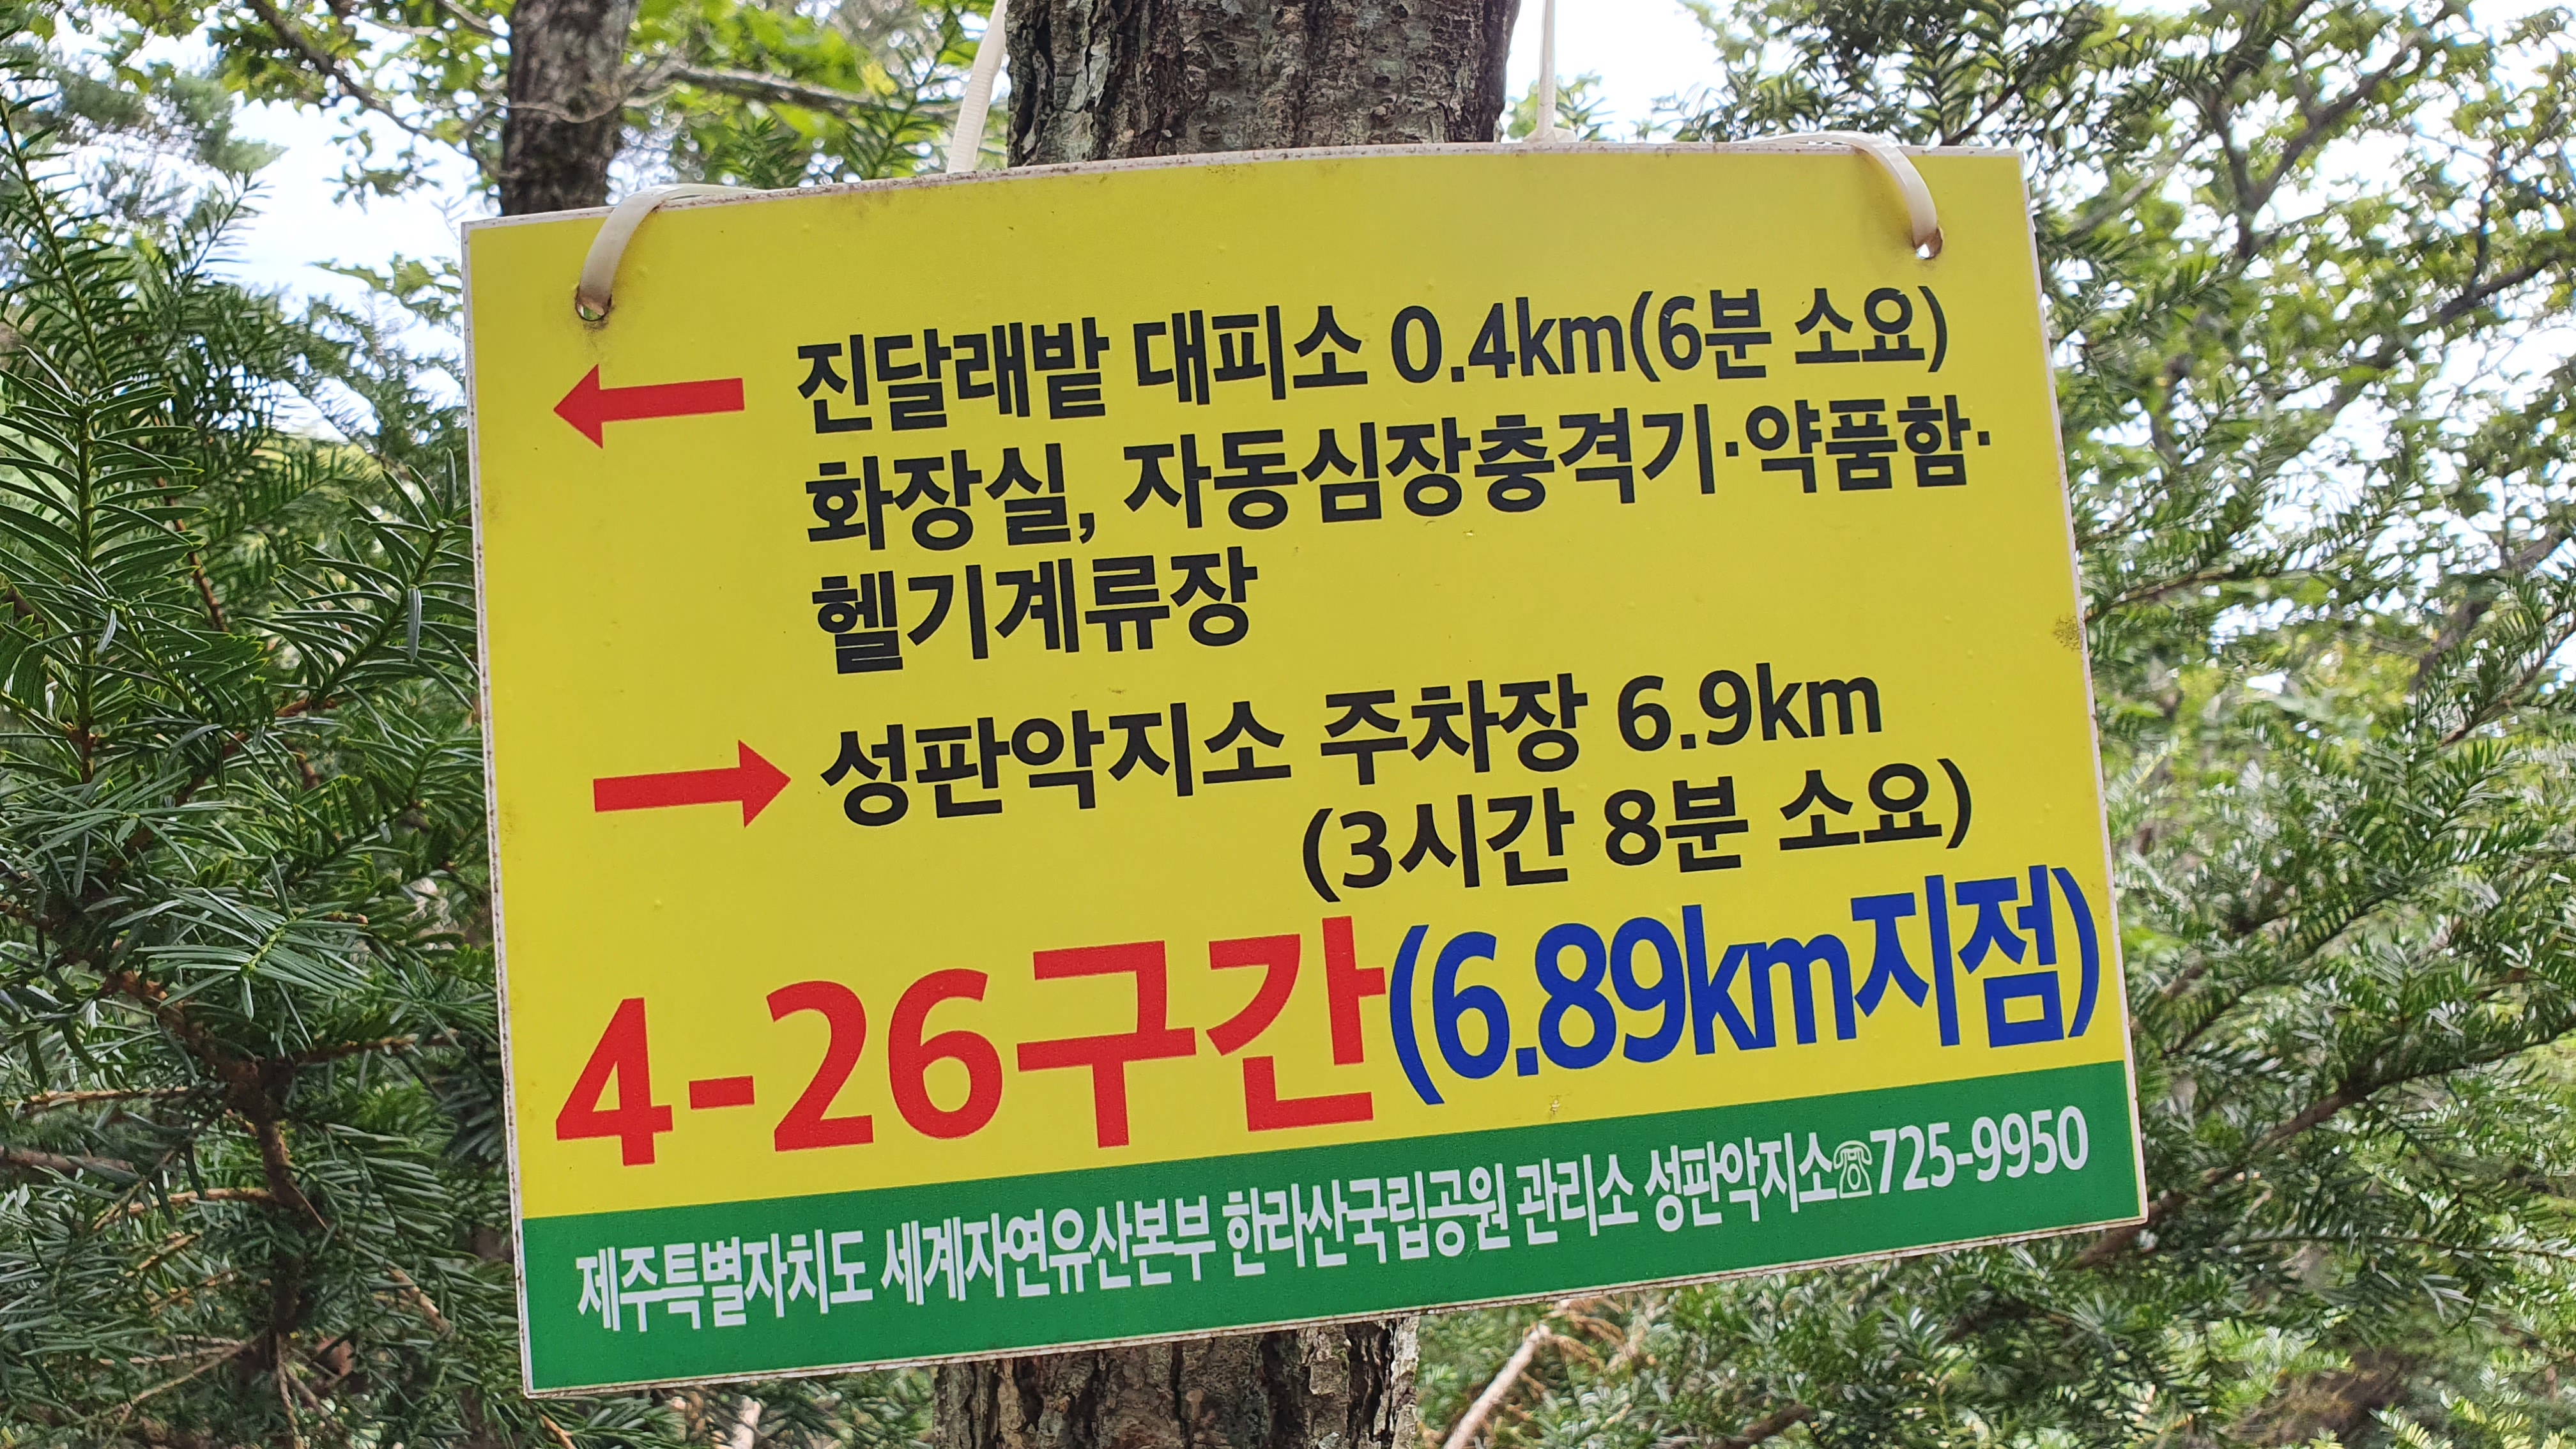 진달래밭 대피소 0.4km(6분 소요)
화장실, 자동심장충격기·약품함·
헬기계류장
성판악지소 주차장 6.9km
(3시간 8분 소요)
4-26구간(6.89km지점)
제주특별자치도 세계자연유산본부 한라산국립공원 관리소 성판악지소☏725-9950